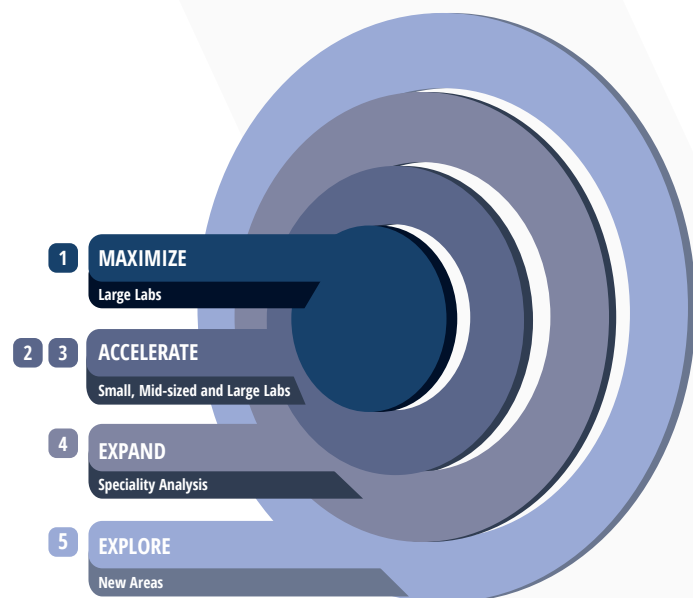 1 MAXIMIZE
Large Labs
2 3 ACCELERATE
Small, Mid-sized and Large Labs
4 EXPAND
Speciality Analysis
5 EXPLORE
New Areas